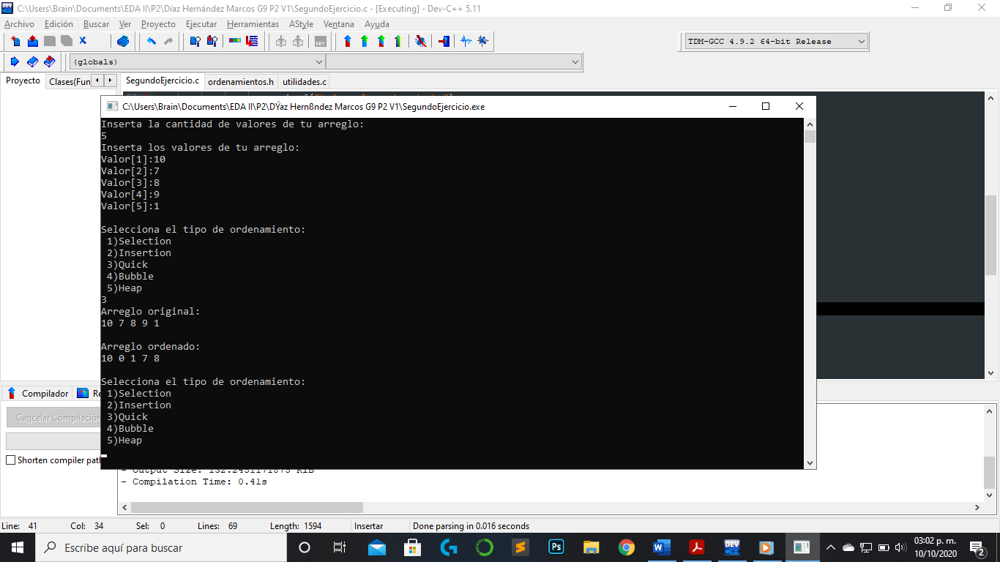 C:\Users\Brain\Documents\EDA II\P2\Díaz Hernández Marcos G9 P2 V1\SegundoEjercicio.c - [Executing] - Dev-C++ 5.11
Archivo Edición Buscar Ver Proyecto Ejecutar Herramientas AStyle Ventana Ayuda
TDM-GCC 4.9.2 64-bit Release
(globals)
Proyecto Clases(Fun SegundoEjercicio.c ordenamientos.h utilidades.c
C:\Users\Brain\Documents\EDA II\P2\DÝaz Hernßndez Marcos G9 P2 V1\SegundoEjercicio.exe
Inserta la cantidad de valores de tu arreglo:
5
Inserta los valores de tu arreglo:
Valor[1]:10
Valor[2]:7
Valor[3]:8
Valor[4]:9
Valor[5]:1
Selecciona el tipo de ordenamiento:
1)Selection
2)Insertion
3)Quick
4)Bubble
5)Heap
3
Arreglo original:
10 7 8 9 1
Arreglo ordenado:
10 0 1 7 8
Selecciona el tipo de ordenamiento:
1)Selection
2)Insertion
3)Quick
4)Bubble
5)Heap
Compilador Re
Cancelar Compilación
Shorten compiler path
- Output Size: 132.2451171875 KiB
- Compilation Time: 0.41s
Line: 41 Col: 34 Sel: 0 Lines: 69 Length: 1594 Insertar Done parsing in 0.016 seconds
Escribe aquí para buscar
03:02 p. m.
10/10/2020
2